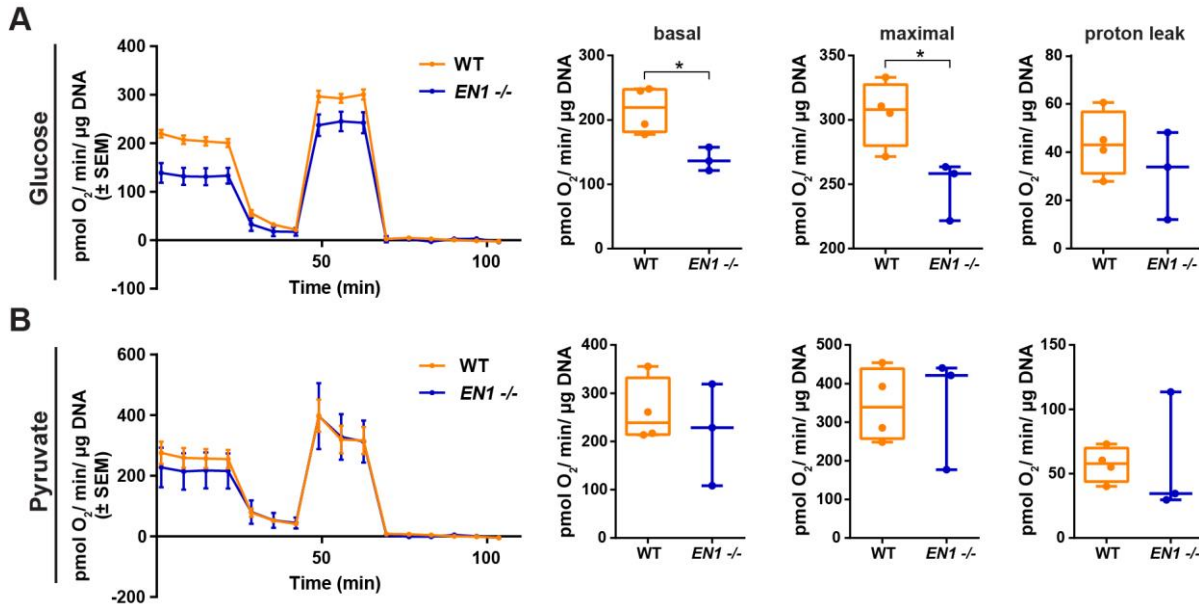 A
Glucose
pmol O2/ min/ µg DNA
(± SEM)
400
300
200
100
0
-100
50
100
Time (min)
WT
EN1 -/-
basal
pmol O2/ min/ µg DNA
300
200
100
0
WT
EN1 -/-
*
maximal
pmol O2/ min/ µg DNA
350
300
250
200
WT
EN1 -/-
*
proton leak
pmol O2/ min/ µg DNA
80
60
40
20
0
WT
EN1 -/-
B
Pyruvate
pmol O2/ min/ µg DNA
(± SEM)
600
400
200
0
-200
50
100
Time (min)
WT
EN1 -/-
pmol O2/ min/ µg DNA
400
300
200
100
0
WT
EN1 -/-
pmol O2/ min/ µg DNA
500
400
300
200
100
0
WT
EN1 -/-
pmol O2/ min/ µg DNA
150
100
50
0
WT
EN1 -/-